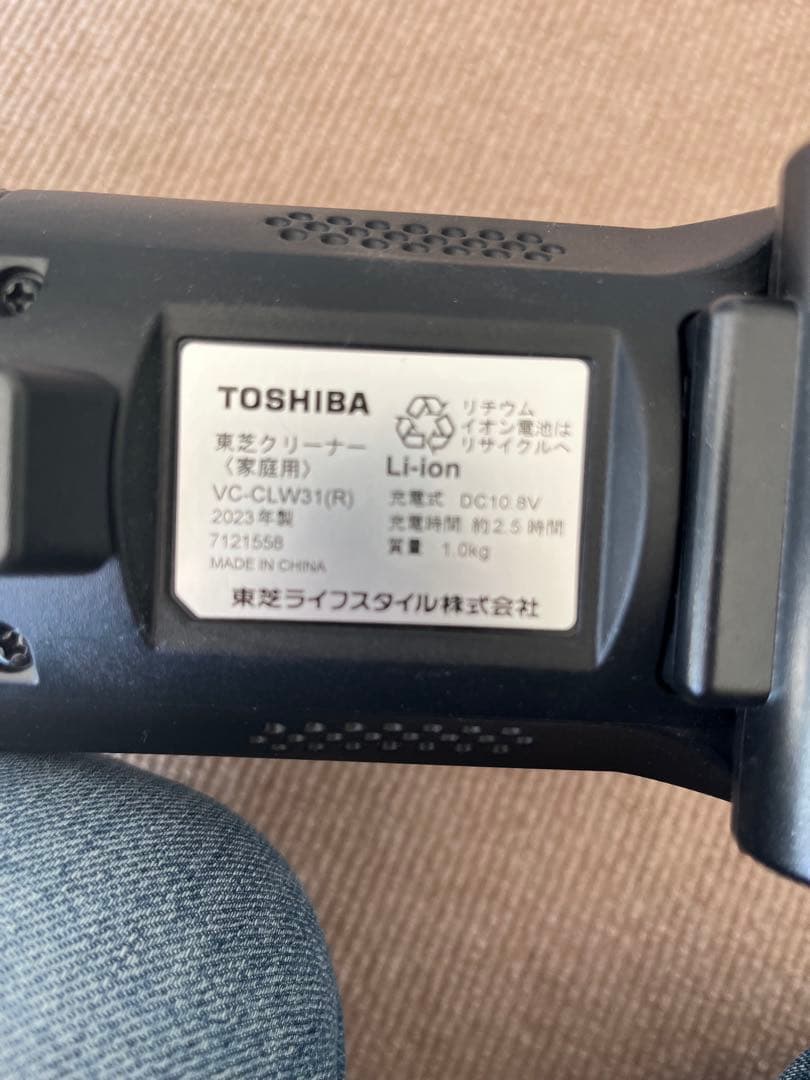 TOSHIBA
東芝クリーナー
〈家庭用〉
VC-CLW31(R)
2023年製
7121558
MADE IN CHINA
リチウム
イオン電池は
リサイクルへ
Li-ion
充電式 DC10.8V
充電時間 約2.5時間
質量 1.0kg
東芝ライフスタイル株式会社